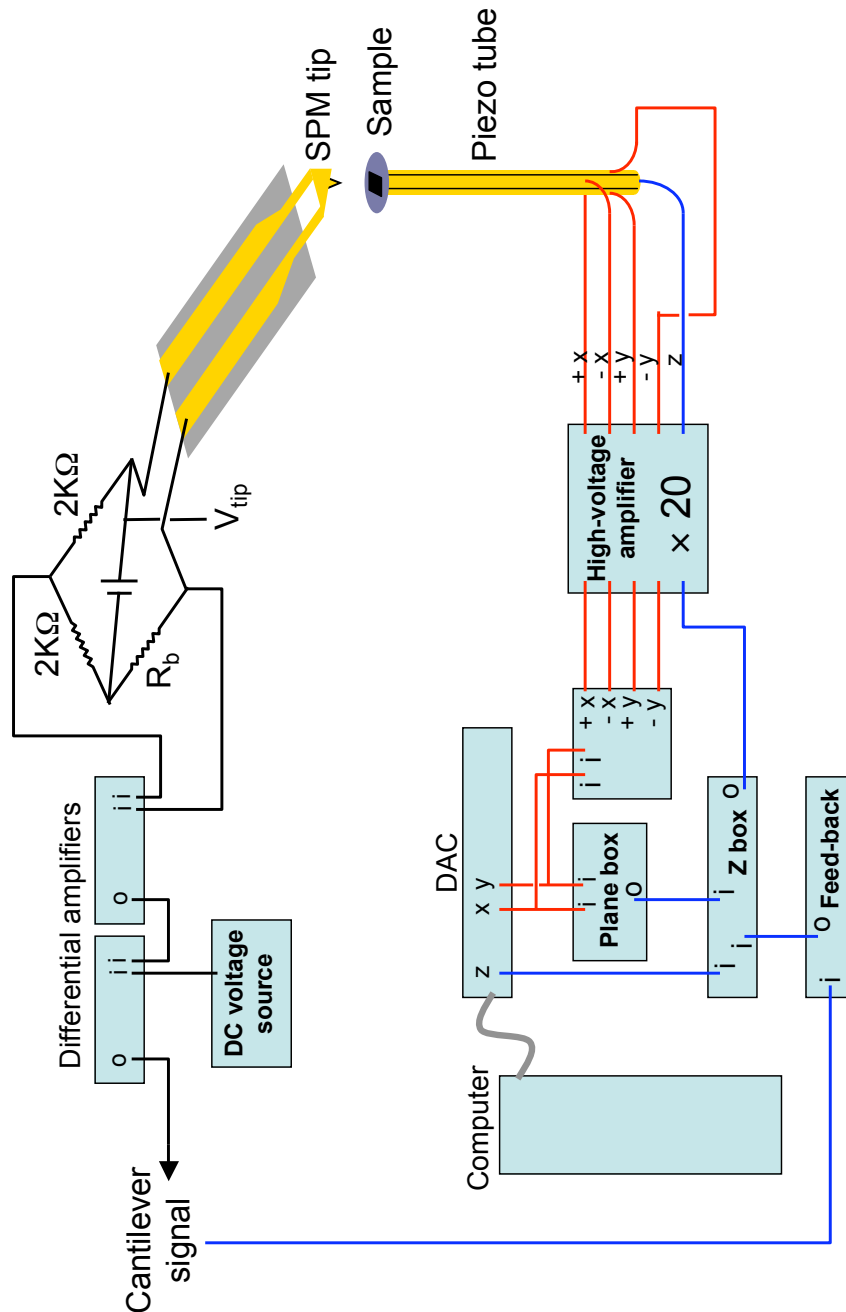 Cantilever
signal
Differential amplifiers
o
i
i
o
i
i
DC voltage
source
2KΩ
2KΩ
R_b
V_tip
SPM tip
Sample
Piezo tube
Computer
DAC
z
x
y
i
i
o
Plane box
i
i
+ x
- x
+ y
- y
High-voltage
amplifier
× 20
+ x
- x
+ y
- y
z
i
i
i
o
Z box
i
o
Feed-back